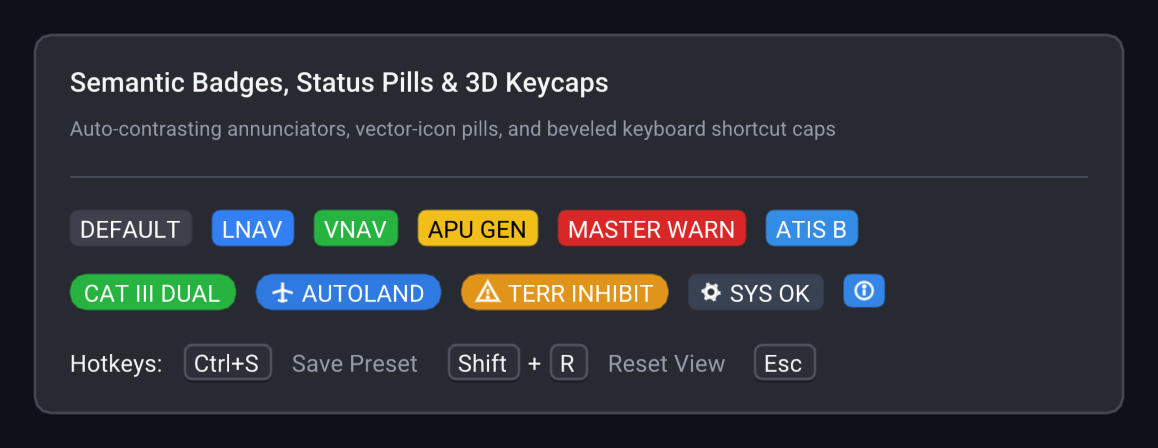 Semantic Badges, Status Pills & 3D Keycaps
Auto-contrasting annunciators, vector-icon pills, and beveled keyboard shortcut caps
DEFAULT LNAV VNAV APU GEN MASTER WARN ATIS B
CAT III DUAL AUTOLAND TERR INHIBIT SYS OK
Hotkeys: Ctrl+S Save Preset Shift + R Reset View Esc